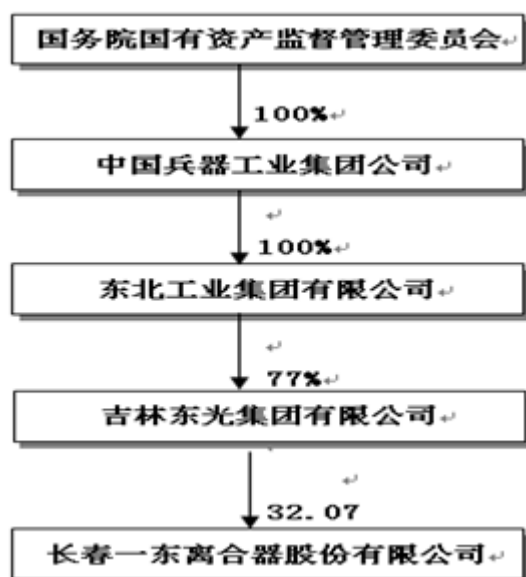 国务院国有资产监督管理委员会
100%
中国兵器工业集团公司
100%
东北工业集团有限公司
77%
吉林东光集团有限公司
32.07
长春一东离合器股份有限公司